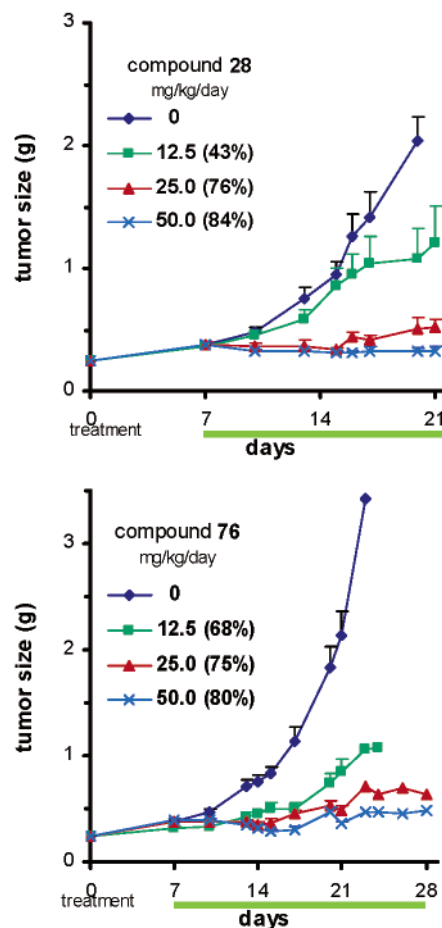 3
compound 28
mg/kg/day
0
12.5 (43%)
25.0 (76%)
50.0 (84%)
2
1
0
tumor size (g)
0 7 14 21
treatment
days
3
compound 76
mg/kg/day
0
12.5 (68%)
25.0 (75%)
50.0 (80%)
2
1
0
tumor size (g)
0 7 14 21 28
treatment
days